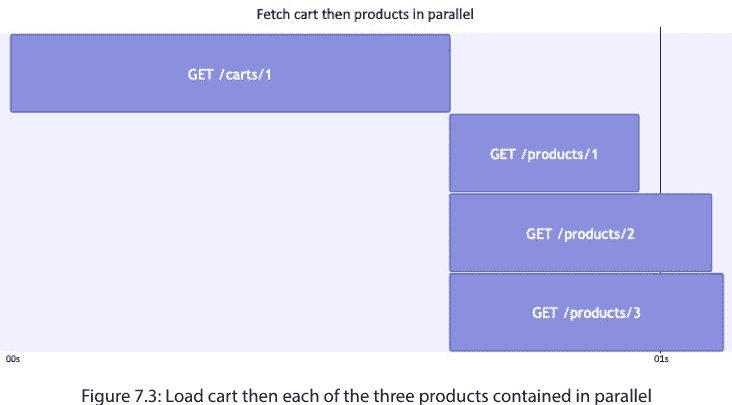 Fetch cart then products in parallel
GET /carts/1
GET /products/1
GET /products/2
GET /products/3
00s
01s
Figure 7.3: Load cart then each of the three products contained in parallel